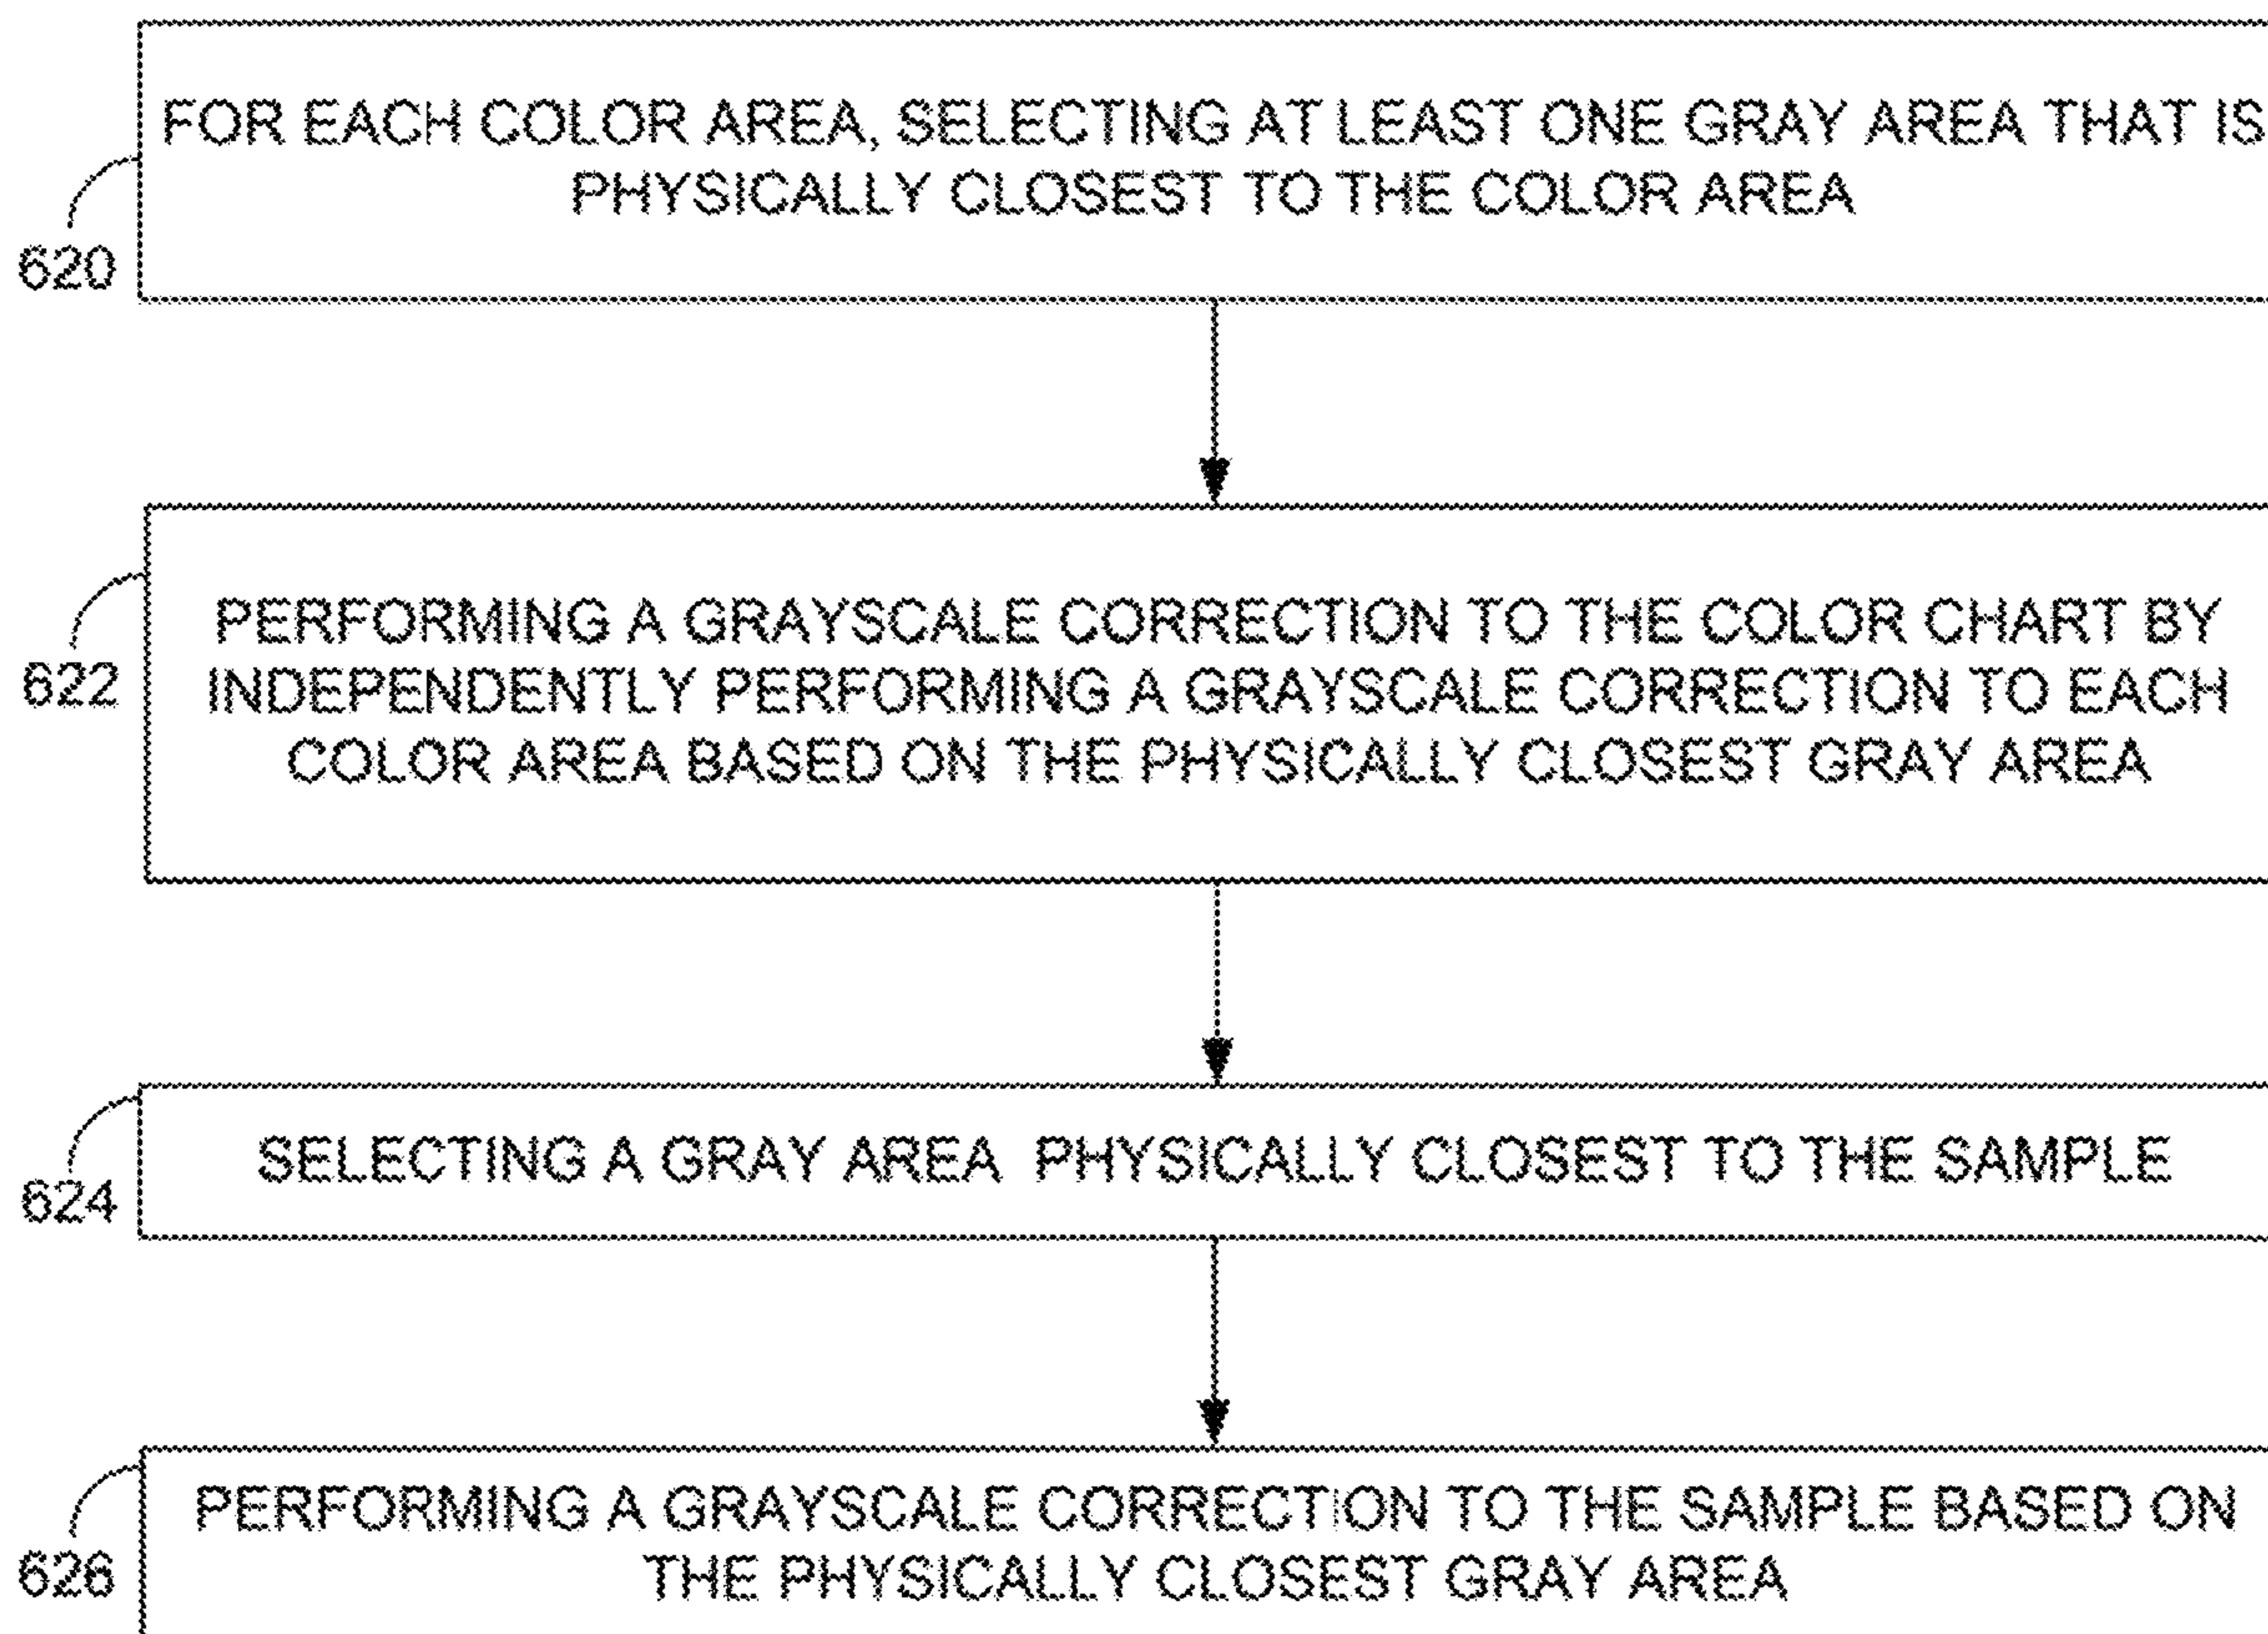 FOR EACH COLOR AREA, SELECTING AT LEAST ONE GRAY AREA THAT IS
PHYSICALLY CLOSEST TO THE COLOR AREA
620
PERFORMING A GRAYSCALE CORRECTION TO THE COLOR CHART BY
622
INDEPENDENTLY PERFORMING A GRAYSCALE CORRECTION TO EACH
COLOR AREA BASED ON THE PHYSICALLY CLOSEST GRAY AREA
SELECTING A GRAY AREA PHYSICALLY CLOSEST TO THE SAMPLE
624
PERFORMING A GRAYSCALE CORRECTION TO THE SAMPLE BASED ON
THE PHYSICALLY CLOSEST GRAY AREA
626